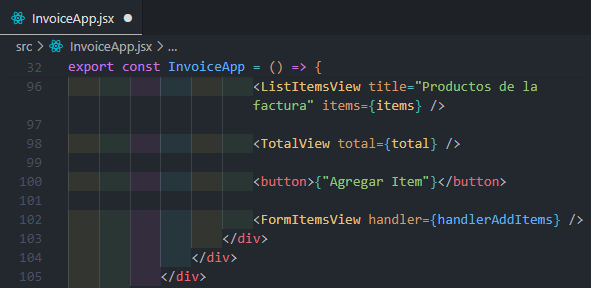 InvoiceApp.jsx
src > InvoiceApp.jsx > ...
32 export const InvoiceApp = () => {
96 <ListItemsView title="Productos de la
factura" items={items} />
97
98 <TotalView total={total} />
99
100 <button>{"Agregar Item"}</button>
101
102 <FormItemsView handler={handlerAddItems} />
103 </div>
104 </div>
105 </div>